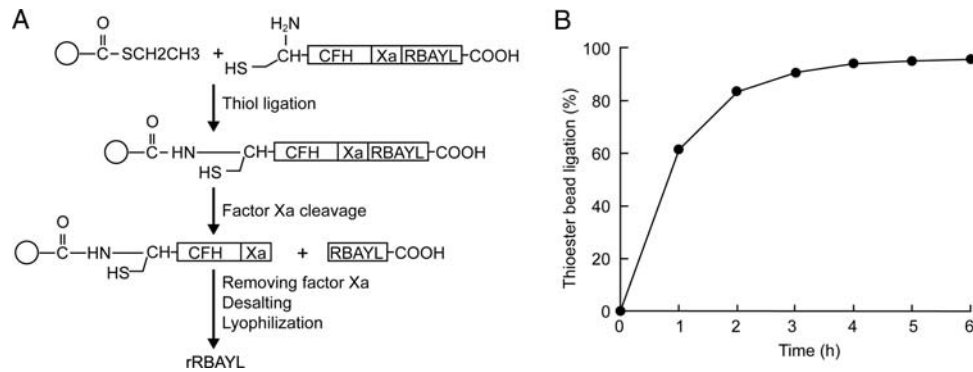 A
O
C
SCH2CH3
+
H₂N
HS
CH
CFH
Xa
RBAYL
COOH
Thiol ligation
O
C
HN
CH
CFH
Xa
RBAYL
COOH
HS
Factor Xa cleavage
O
C
HN
CH
CFH
Xa
+
RBAYL
COOH
HS
Removing factor Xa
Desalting
Lyophilization
rRBAYL
B
Thioester bead ligation (%)
100
80
60
40
20
0
0 1 2 3 4 5 6
Time (h)